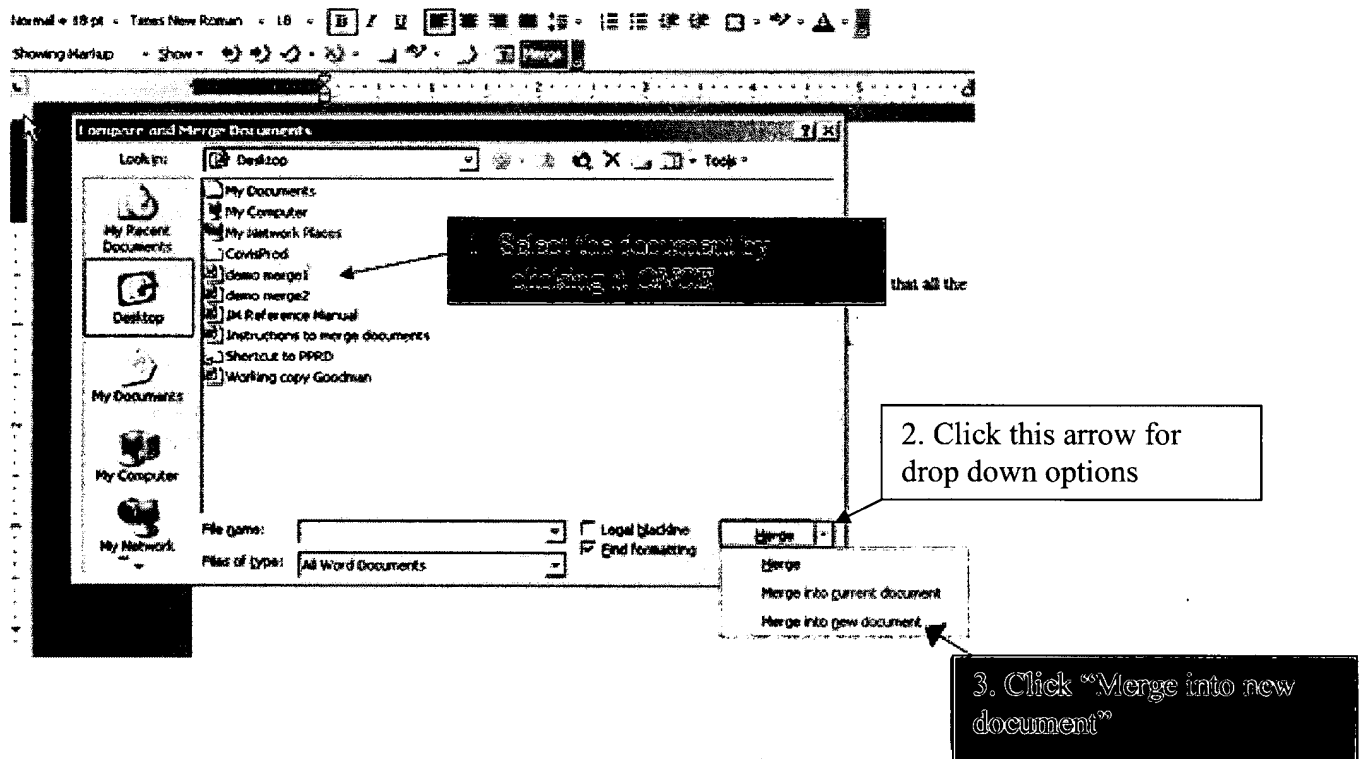 Normal + 18 pt Times New Roman 18 B I U A
Showing Markup Show Merge
Compare and Merge Documents
Look in: Desktop Tools
My Documents
My Computer
My Network Places
CovisProd
demo merge1
demo merge2
IM Reference Manual
Instructions to merge documents
Shortcut to PPRD
Working copy Goodman
My Recent
Documents
Desktop
My Documents
My Computer
My Network
1. Select the document by
clicking it ONCE
that all the
2. Click this arrow for
drop down options
File name:
Legal blackline
Find formatting
Files of type: All Word Documents
Merge
Merge
Merge into current document
Merge into new document
3. Click “Merge into new
document”